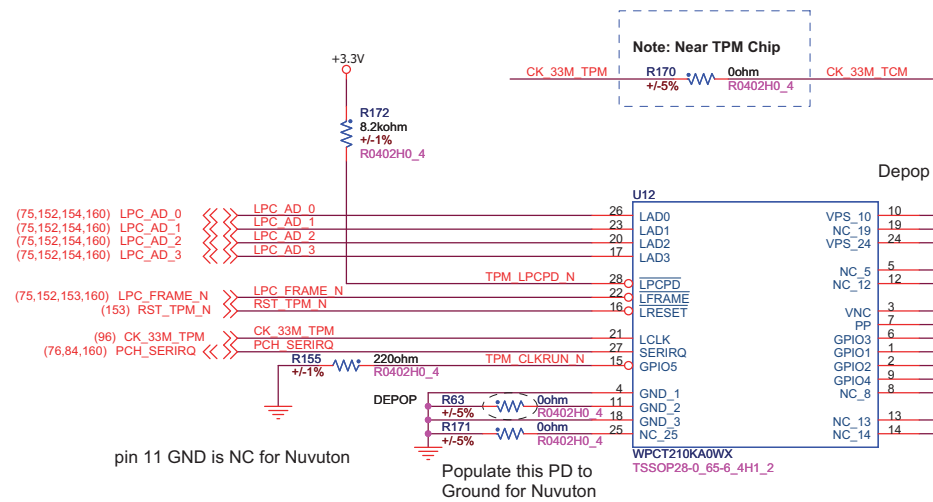 Note: Near TPM Chip
CK_33M_TPM R170 0ohm CK_33M_TCM
+/-5% R0402H0_4
+3.3V
R172
8.2kohm
+/-1%
R0402H0_4
Depop
U12
(75,152,154,160) LPC_AD_0 LPC_AD_0 26 LAD0 VPS_10 10
(75,152,154,160) LPC_AD_1 LPC_AD_1 23 LAD1 NC_19 19
(75,152,154,160) LPC_AD_2 LPC_AD_2 20 LAD2 VPS_24 24
(75,152,154,160) LPC_AD_3 LPC_AD_3 17 LAD3
NC_5 5
TPM_LPCPD_N 28 LPCPD NC_12 12
(75,152,153,160) LPC_FRAME_N LPC_FRAME_N 22 LFRAME
(153) RST_TPM_N RST_TPM_N 16 LRESET VNC 3
PP 7
(96) CK_33M_TPM CK_33M_TPM 21 LCLK GPIO3 6
(76,84,160) PCH_SERIRQ PCH_SERIRQ 27 SERIRQ GPIO1 1
R155 220ohm TPM_CLKRUN_N 15 GPIO5 GPIO2 2
+/-1% R0402H0_4 GPIO4 9
4 GND_1 NC_8 8
DEPOP R63 0ohm 11 GND_2
+/-5% R0402H0_4 18 GND_3 NC_13 13
R171 0ohm 25 NC_25 NC_14 14
+/-5% R0402H0_4
WPCT210KA0WX
TSSOP28-0_65-6_4H1_2
pin 11 GND is NC for Nuvuton
Populate this PD to
Ground for Nuvuton